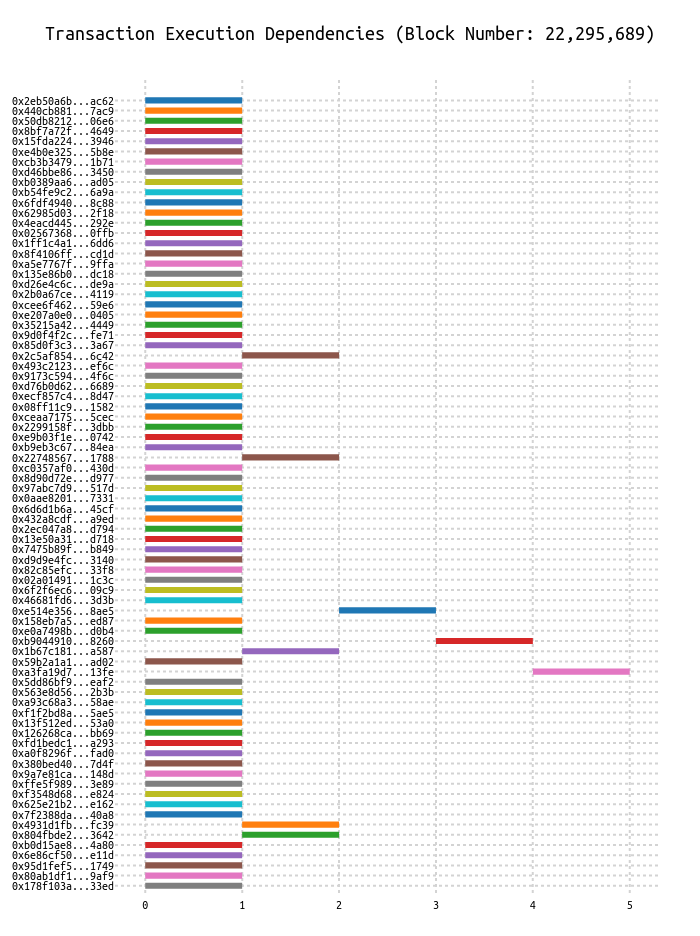 Transaction Execution Dependencies (Block Number: 22,295,689)
0x2eb50a6b...ac62
0x440cb881...7ac9
0x50db8212...06e6
0x8bf7a72f...4649
0x15fda224...3946
0xe4b0e325...5b8e
0xcb3b3479...1b71
0xd46bbe86...3450
0xb0389aa6...ad05
0xb54fe9c2...6a9a
0x6fdf4940...8c88
0x62985d03...2f18
0x4eacd445...292e
0x02567368...0ffb
0x1ff1c4a1...6dd6
0x8f4106ff...cd1d
0xa5e7767f...9ffa
0x135e86b0...dc18
0xd26e4c6c...de9a
0x2b0a67ce...4119
0xcee6f462...59e6
0xe207a0e0...0405
0x35215a42...4449
0x9d0f4f2c...fe71
0x85d0f3c3...3a67
0x2c5af854...6c42
0x493c2123...ef6c
0x9173c594...4f6c
0xd76b0d62...6689
0xecf857c4...8d47
0x08ff11c9...1582
0xceaa7175...5cec
0x2299158f...3dbb
0xe9b03f1e...0742
0xb9eb3c67...84ea
0x22748567...1788
0xc0357af0...430d
0x8d90d72e...d977
0x97abc7d9...517d
0x0aae8201...7331
0x6d6d1b6a...45cf
0x432a8cdf...a9ed
0x2ec047a8...d794
0x13e50a31...d718
0x7475b89f...b849
0xd9d9e4fc...3140
0x82c85efc...33f8
0x02a01491...1c3c
0x6f2f6ec6...09c9
0x46681fd6...3d3b
0xe514e356...8ae5
0x158eb7a5...ed87
0xe0a7498b...d0b4
0xb9044910...8260
0x1b67c181...a587
0x59b2a1a1...ad02
0xa3fa19d7...13fe
0x5dd86bf9...eaf2
0x563e8d56...2b3b
0xa93c68a3...58ae
0xf1f2bd8a...5ae5
0x13f512ed...53a0
0x126268ca...bb69
0xfd1bedc1...a293
0xa0f8296f...fad0
0x380bed40...7d4f
0x9a7e81ca...148d
0xffe5f989...3e89
0xf3548d68...e824
0x625e21b2...e162
0x7f2388da...40a8
0x4931d1fb...fc39
0x804fbde2...3642
0xb0d15ae8...4a80
0x6e86cf50...e11d
0x95d1fef5...1749
0x80ab1df1...9af9
0x178f103a...33ed
0 1 2 3 4 5